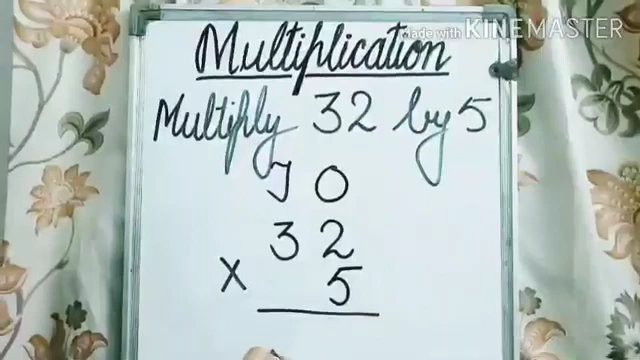 Made with KINEMASTER
Multiplication
Multiply 32 by 5
T O
3 2
x 5